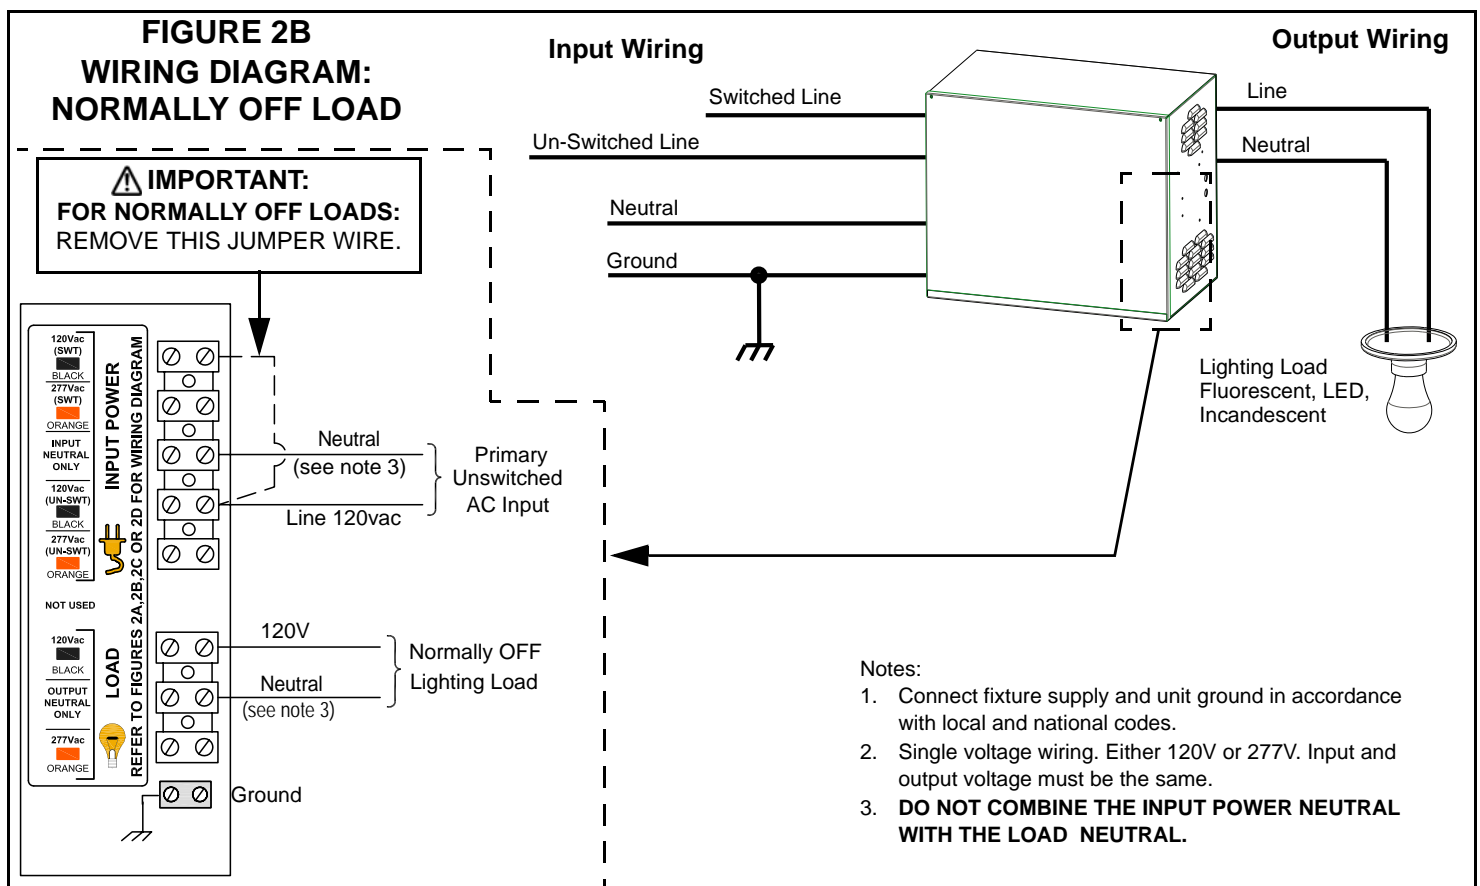 FIGURE 2B
WIRING DIAGRAM:
NORMALLY OFF LOAD
Input Wiring
Output Wiring
Switched Line
Un-Switched Line
Neutral
Ground
Line
Neutral
Lighting Load
Fluorescent, LED,
Incandescent
IMPORTANT:
FOR NORMALLY OFF LOADS:
REMOVE THIS JUMPER WIRE.
120Vac
(SWT)
BLACK
277Vac
(SWT)
ORANGE
INPUT
NEUTRAL
ONLY
120Vac
(UN-SWT)
BLACK
277Vac
(UN-SWT)
ORANGE
NOT USED
120Vac
BLACK
OUTPUT
NEUTRAL
ONLY
277Vac
ORANGE
INPUT POWER
LOAD
REFER TO FIGURES 2A,2B,2C OR 2D FOR WIRING DIAGRAM
Neutral
(see note 3)
Line 120vac
Primary
Unswitched
AC Input
120V
Neutral
(see note 3)
Normally OFF
Lighting Load
Ground
Notes:
1. Connect fixture supply and unit ground in accordance
with local and national codes.
2. Single voltage wiring. Either 120V or 277V. Input and
output voltage must be the same.
3. DO NOT COMBINE THE INPUT POWER NEUTRAL
WITH THE LOAD NEUTRAL.